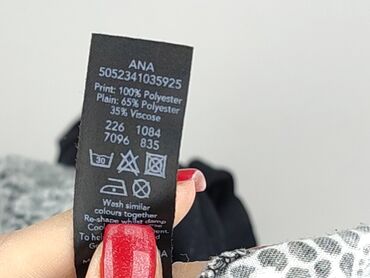 ANA
5052341035925
Print: 100% Polyester
Plain: 65% Polyester
35% Viscose
226 1084
7096 835
30
Wash similar
colours together
Re-shape whilst damp
To